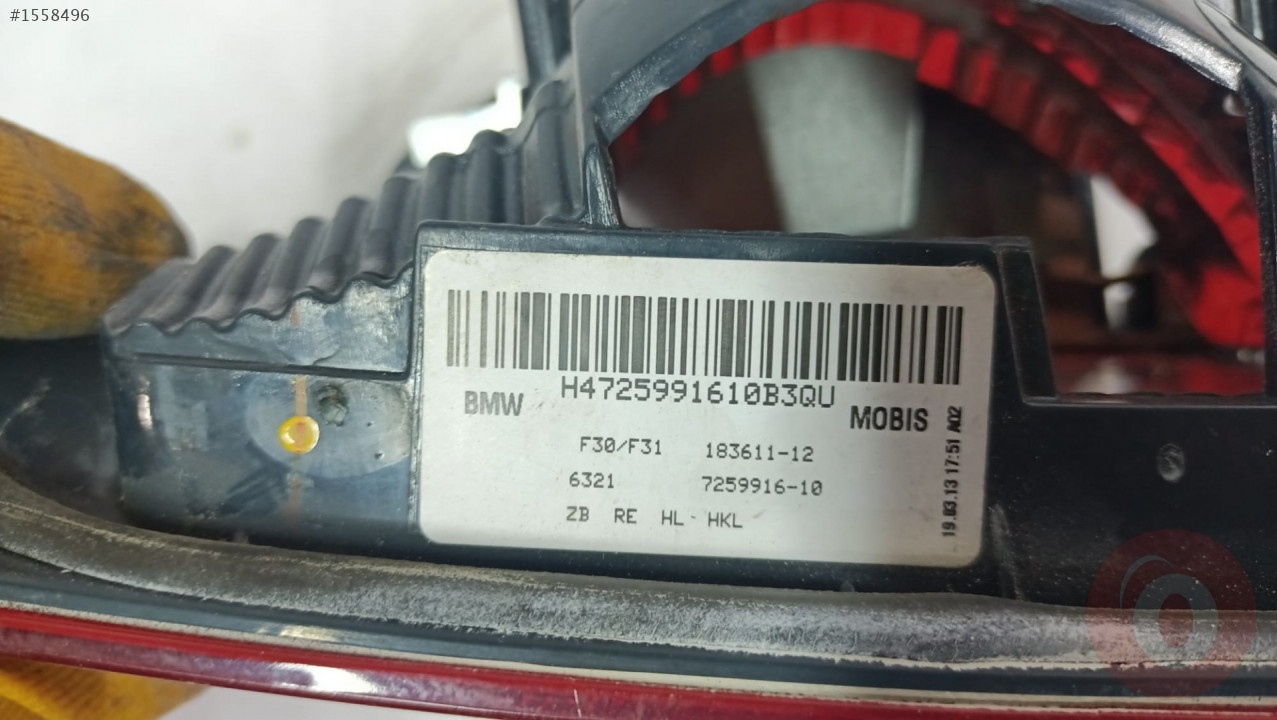 #1558496
H4725991610B3QU
BMW
MOBIS
F30/F31 183611-12
6321 7259916-10
ZB RE HL HKL
19.03.13 17:51 A02